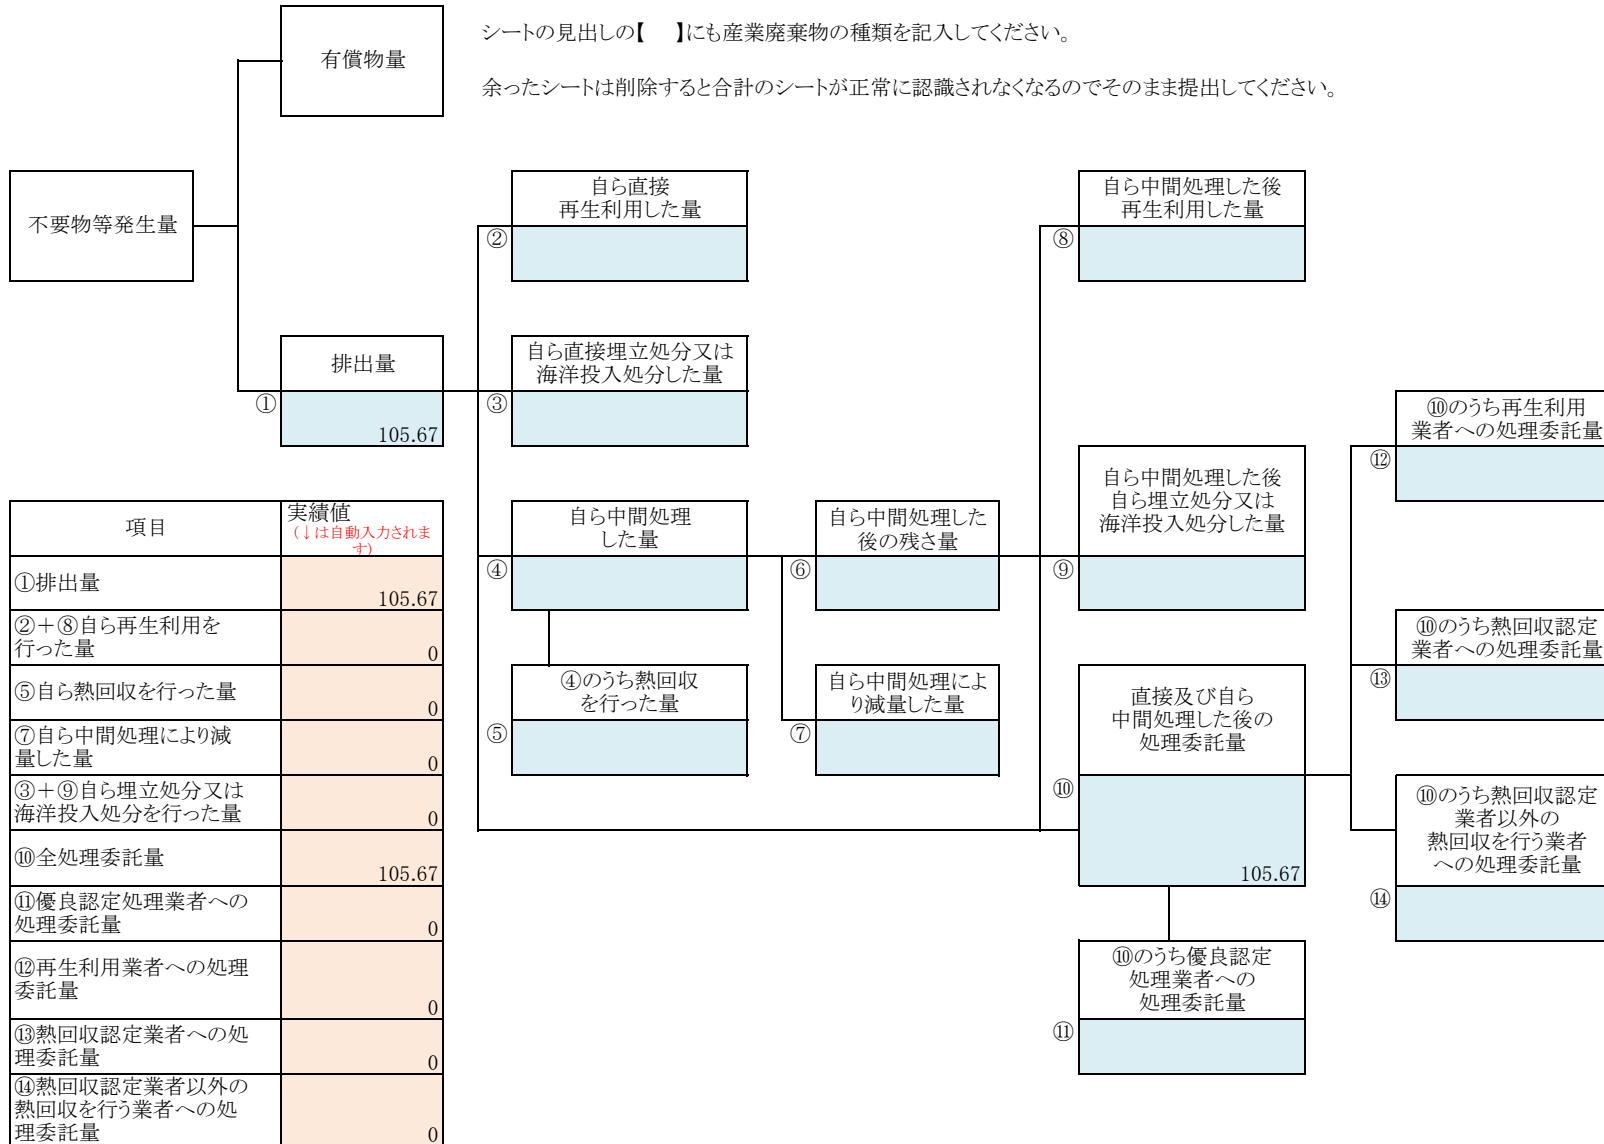 シートの見出しの【　】にも産業廃棄物の種類を記入してください。
余ったシートは削除すると合計のシートが正常に認識されなくなるのでそのまま提出してください。
有償物量
不要物等発生量
自ら直接
再生利用した量
②
自ら中間処理した後
再生利用した量
⑧
排出量
①
105.67
自ら直接埋立処分又は
海洋投入処分した量
③
⑩のうち再生利用
業者への処理委託量
⑫
自ら中間処理
した量
④
自ら中間処理した
後の残さ量
⑥
自ら中間処理した後
自ら埋立処分又は
海洋投入処分した量
⑨
⑩のうち熱回収認定
業者への処理委託量
⑬
④のうち熱回収
を行った量
⑤
自ら中間処理によ
り減量した量
⑦
直接及び自ら
中間処理した後の
処理委託量
⑩
105.67
⑩のうち熱回収認定
業者以外の
熱回収を行う業者
への処理委託量
⑭
⑩のうち優良認定
処理業者への
処理委託量
⑪
項目
実績値
(↓は自動入力されま
す)
①排出量
105.67
②＋⑧自ら再生利用を
行った量
0
⑤自ら熱回収を行った量
0
⑦自ら中間処理により減
量した量
0
③＋⑨自ら埋立処分又は
海洋投入処分を行った量
0
⑩全処理委託量
105.67
⑪優良認定処理業者への
処理委託量
0
⑫再生利用業者への処理
委託量
0
⑬熱回収認定業者への処
理委託量
0
⑭熱回収認定業者以外の
熱回収を行う業者への処
理委託量
0